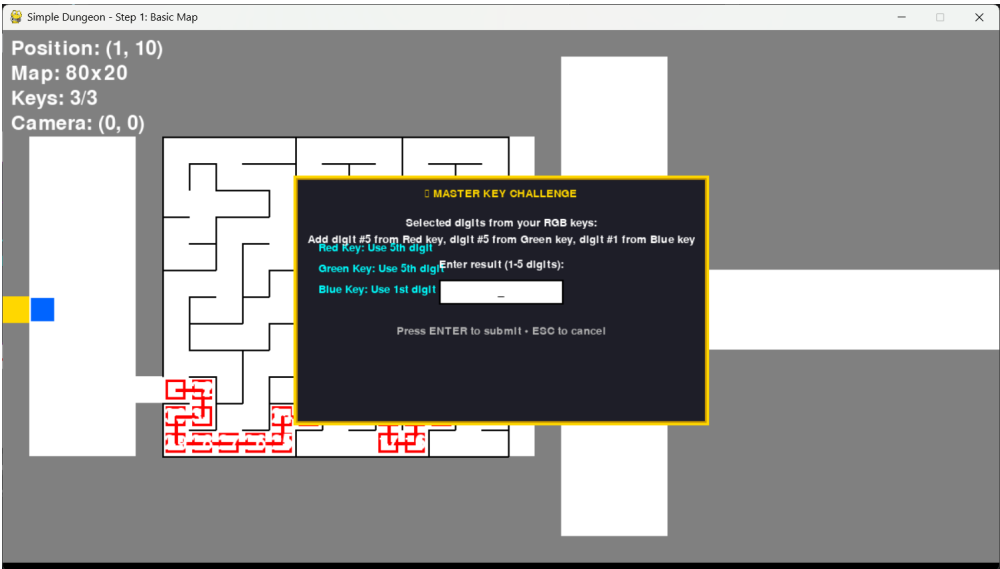 Simple Dungeon - Step 1: Basic Map
Position: (1, 10)
Map: 80x20
Keys: 3/3
Camera: (0, 0)
▯ MASTER KEY CHALLENGE
Selected digits from your RGB keys:
Add digit #5 from Red key, digit #5 from Green key, digit #1 from Blue key
Red Key: Use 5th digit
Green Key: Use 5th digit
Enter result (1-5 digits):
Blue Key: Use 1st digit
_
Press ENTER to submit • ESC to cancel